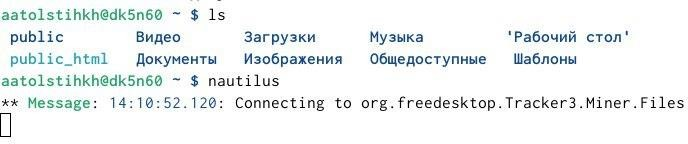 aatolstihkh@dk5n60 ~ $ ls
public Видео Загрузки Музыка 'Рабочий стол'
public_html Документы Изображения Общедоступные Шаблоны
aatolstihkh@dk5n60 ~ $ nautilus
** Message: 14:10:52.120: Connecting to org.freedesktop.Tracker3.Miner.Files